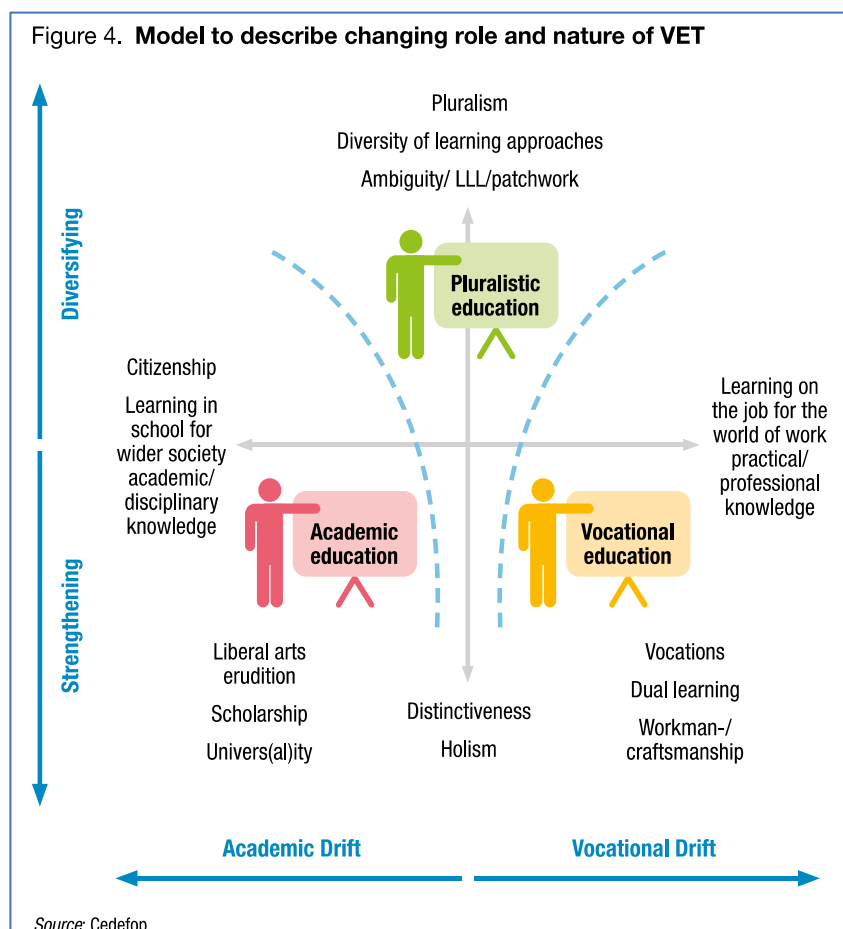 Figure 4. Model to describe changing role and nature of VET
Pluralism
Diversity of learning approaches
Ambiguity/ LLL/patchwork
Diversifying
Pluralistic
education
Citizenship
Learning in
school for
wider society
academic/
disciplinary
knowledge
Learning on
the job for the
world of work
practical/
professional
knowledge
Academic
education
Vocational
education
Strengthening
Liberal arts
erudition
Scholarship
Univers(al)ity
Distinctiveness
Holism
Vocations
Dual learning
Workman-/
craftsmanship
Academic Drift
Vocational Drift
Source: Cedefop